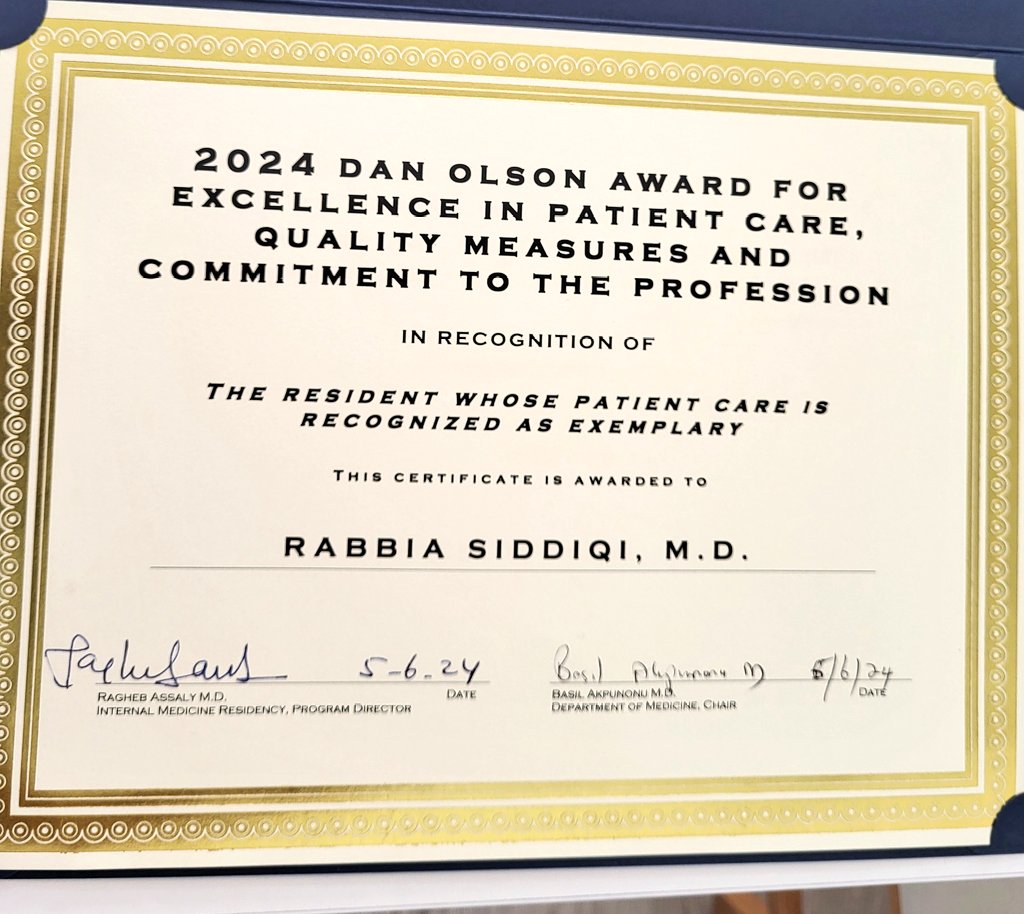 2024 DAN OLSON AWARD FOR
EXCELLENCE IN PATIENT CARE,
QUALITY MEASURES AND
COMMITMENT TO THE PROFESSION
IN RECOGNITION OF
THE RESIDENT WHOSE PATIENT CARE IS
RECOGNIZED AS EXEMPLARY
THIS CERTIFICATE IS AWARDED TO
RABBIA SIDDIQI, M.D.
5-6-24
RAGHEB ASSALY M.D. DATE
INTERNAL MEDICINE RESIDENCY, PROGRAM DIRECTOR
Basil 5/6/24
BASIL AKPUNONU M.D. DATE
DEPARTMENT OF MEDICINE, CHAIR